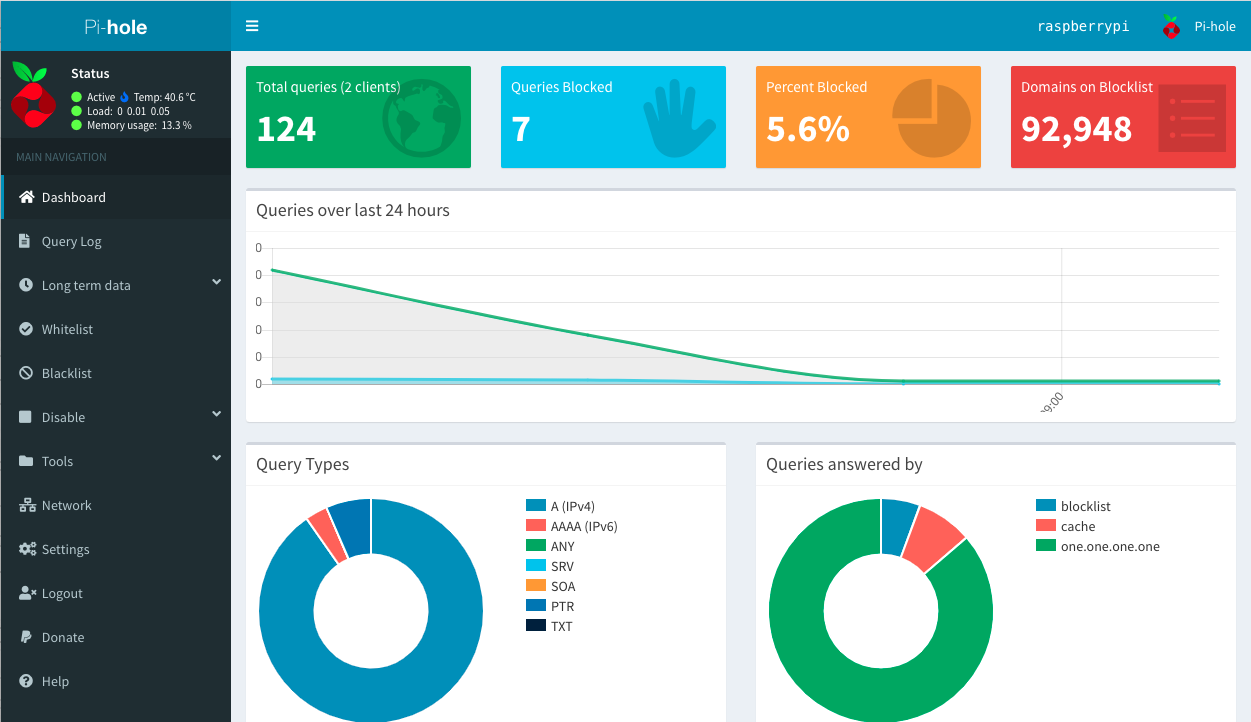 Pi-hole
raspberrypi
Pi-hole
Status
Active Temp: 40.6 °C
Load: 0 0.01 0.05
Memory usage: 13.3 %
MAIN NAVIGATION
Dashboard
Query Log
Long term data
Whitelist
Blacklist
Disable
Tools
Network
Settings
Logout
Donate
Help
Total queries (2 clients)
124
Queries Blocked
7
Percent Blocked
5.6%
Domains on Blocklist
92,948
Queries over last 24 hours
0
0
0
0
0
0
Query Types
A (IPv4)
AAAA (IPv6)
ANY
SRV
SOA
PTR
TXT
Queries answered by
blocklist
cache
one.one.one.one